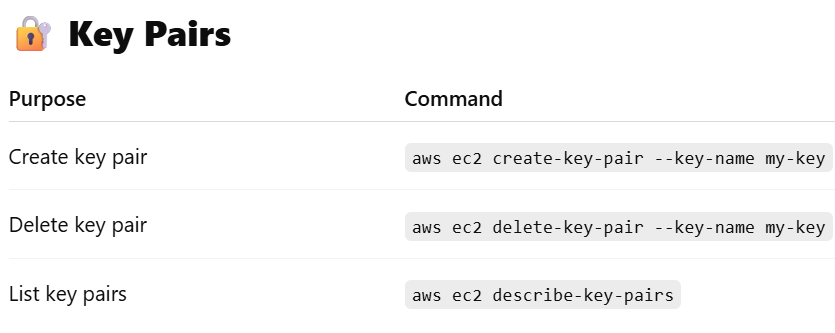 🔐 Key Pairs
Purpose Command
Create key pair aws ec2 create-key-pair --key-name my-key
Delete key pair aws ec2 delete-key-pair --key-name my-key
List key pairs aws ec2 describe-key-pairs